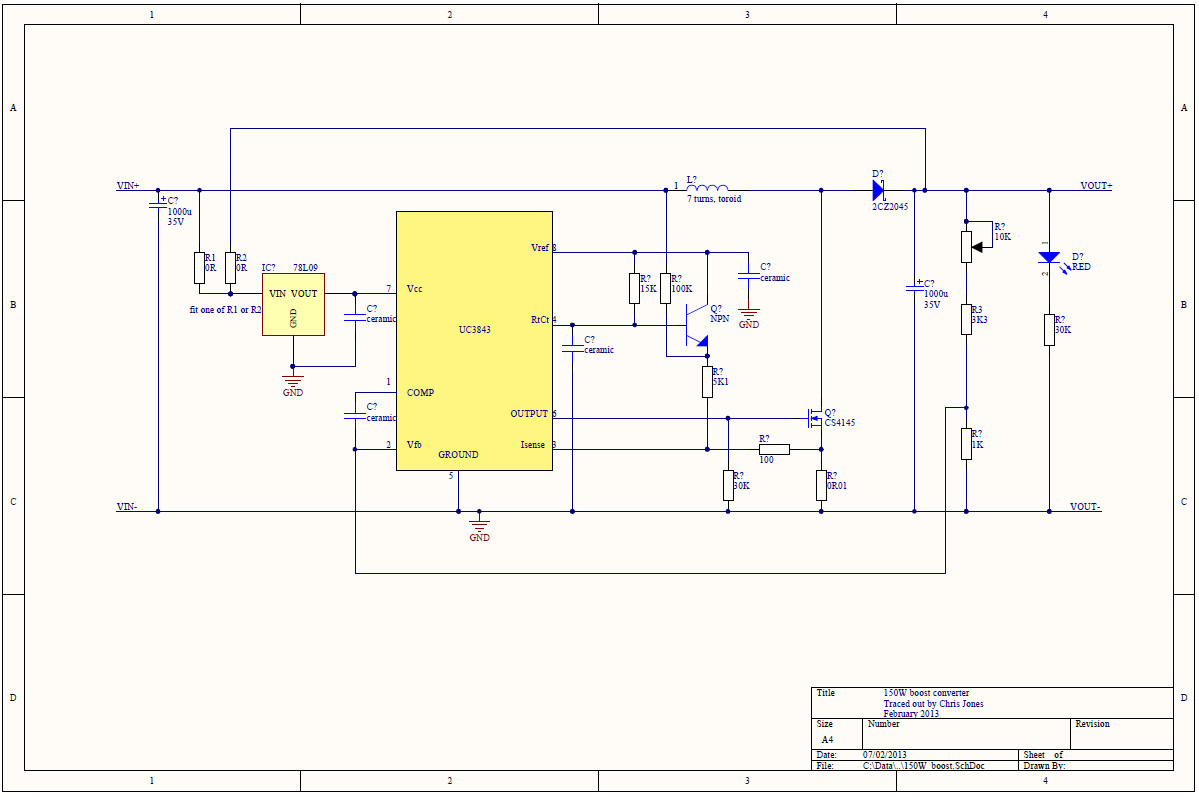 1 2 3 4
A A
VIN+
C?
1000u
35V
R1
0R
R2
0R
fit one of R1 or R2
IC? 78L09
VIN VOUT
GND
GND
C?
ceramic
7 Vcc
UC3843
1 COMP
C?
ceramic
2 Vfb
GROUND
5
Vref 8
RtCt 4
OUTPUT 6
Isense 3
1 L?
7 turns, toroid
D?
2CZ2045
VOUT+
R?
15K
R?
100K
C?
ceramic
GND
Q?
NPN
C?
ceramic
R?
5K1
Q?
CS4145
R?
100
R?
30K
R?
0R01
C?
1000u
35V
R?
10K
R3
3K3
R?
1K
1
D?
RED
2
R?
30K
B B
C C
VIN-
GND
VOUT-
D D
Title 150W boost converter
Traced out by Chris Jones
February 2013
Size Number Revision
A4
Date: 07/02/2013 Sheet of
File: C:\Data\..\150W_boost.SchDoc Drawn By:
1 2 3 4